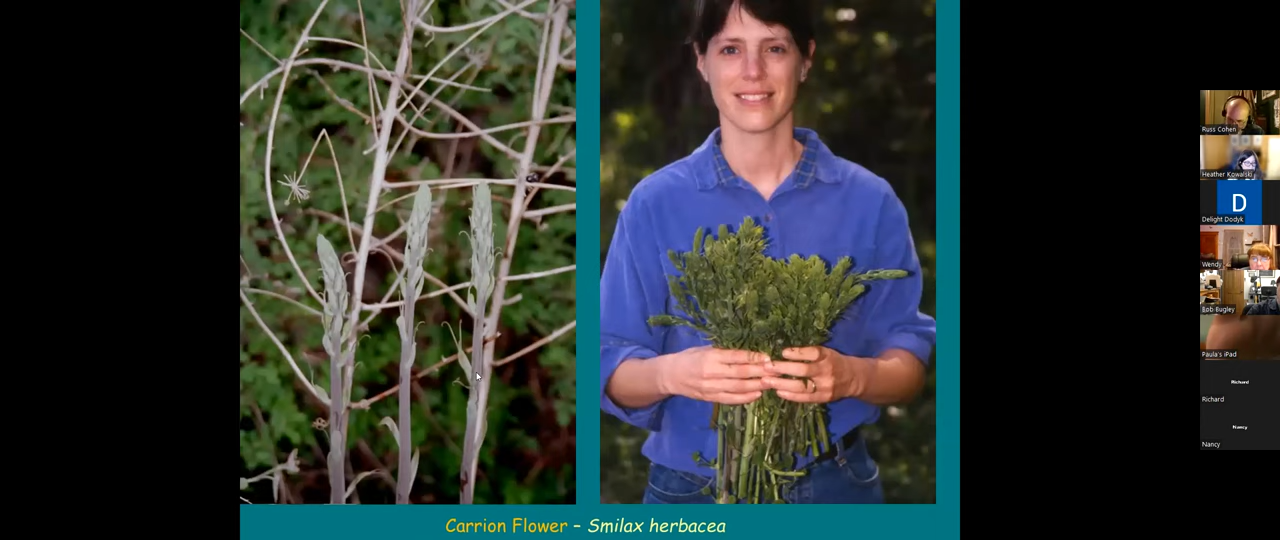 Russ Cohen
Heather Kowalski
D
Delight Dodyk
Wendy
Bob Bugley
Paula's iPad
Richard
Richard
Nancy
Nancy
Carrion Flower – Smilax herbacea